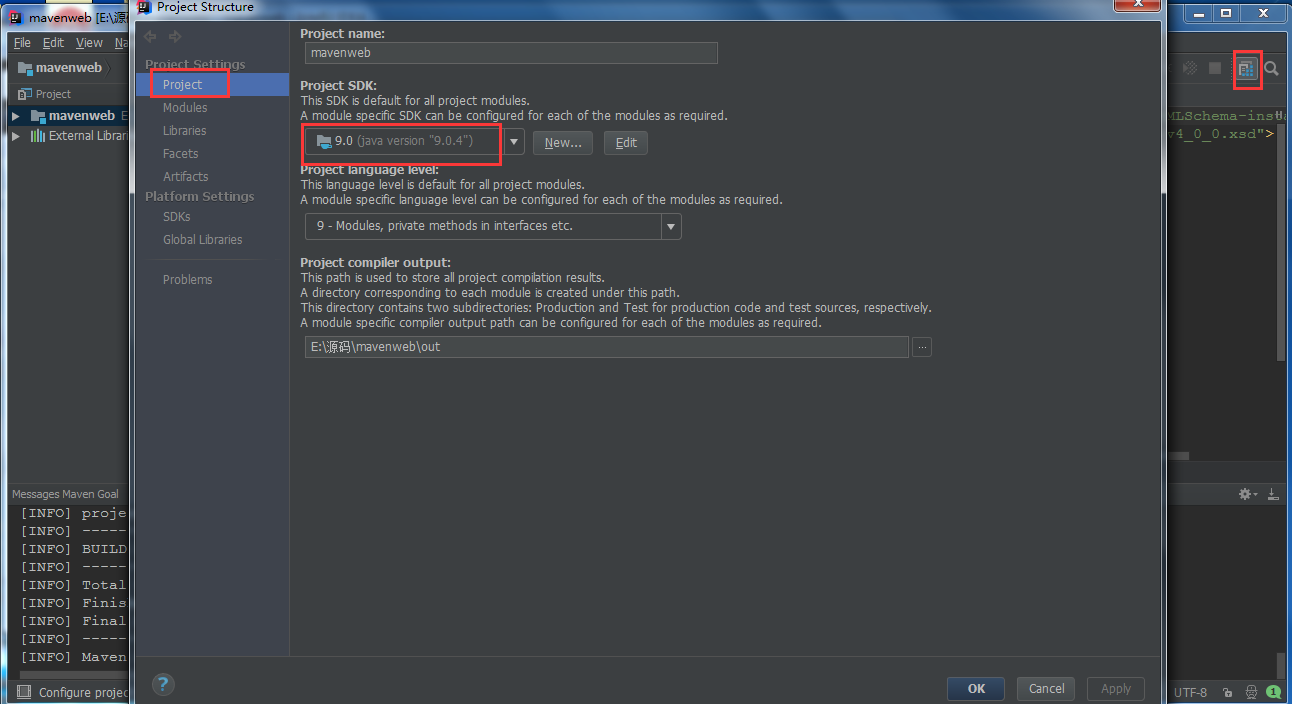 mavenweb [E:\源码
Project Structure
File Edit View Na
mavenweb
Project
mavenweb E
External Librari
Project Settings
Project
Modules
Libraries
Facets
Artifacts
Platform Settings
SDKs
Global Libraries
Problems
Project name:
mavenweb
Project SDK:
This SDK is default for all project modules.
A module specific SDK can be configured for each of the modules as required.
9.0 (java version "9.0.4")
New...
Edit
Project language level:
This language level is default for all project modules.
A module specific language level can be configured for each of the modules as required.
9 - Modules, private methods in interfaces etc.
Project compiler output:
This path is used to store all project compilation results.
A directory corresponding to each module is created under this path.
This directory contains two subdirectories: Production and Test for production code and test sources, respectively.
A module specific compiler output path can be configured for each of the modules as required.
E:\源码\mavenweb\out
...
MLSchema-insta
v4_0_0.xsd">
Messages Maven Goal
[INFO] proje
[INFO] -----
[INFO] BUILD
[INFO] -----
[INFO] Total
[INFO] Finis
[INFO] Final
[INFO] -----
[INFO] Maven
?
OK
Cancel
Apply
Configure projec
UTF-8
1